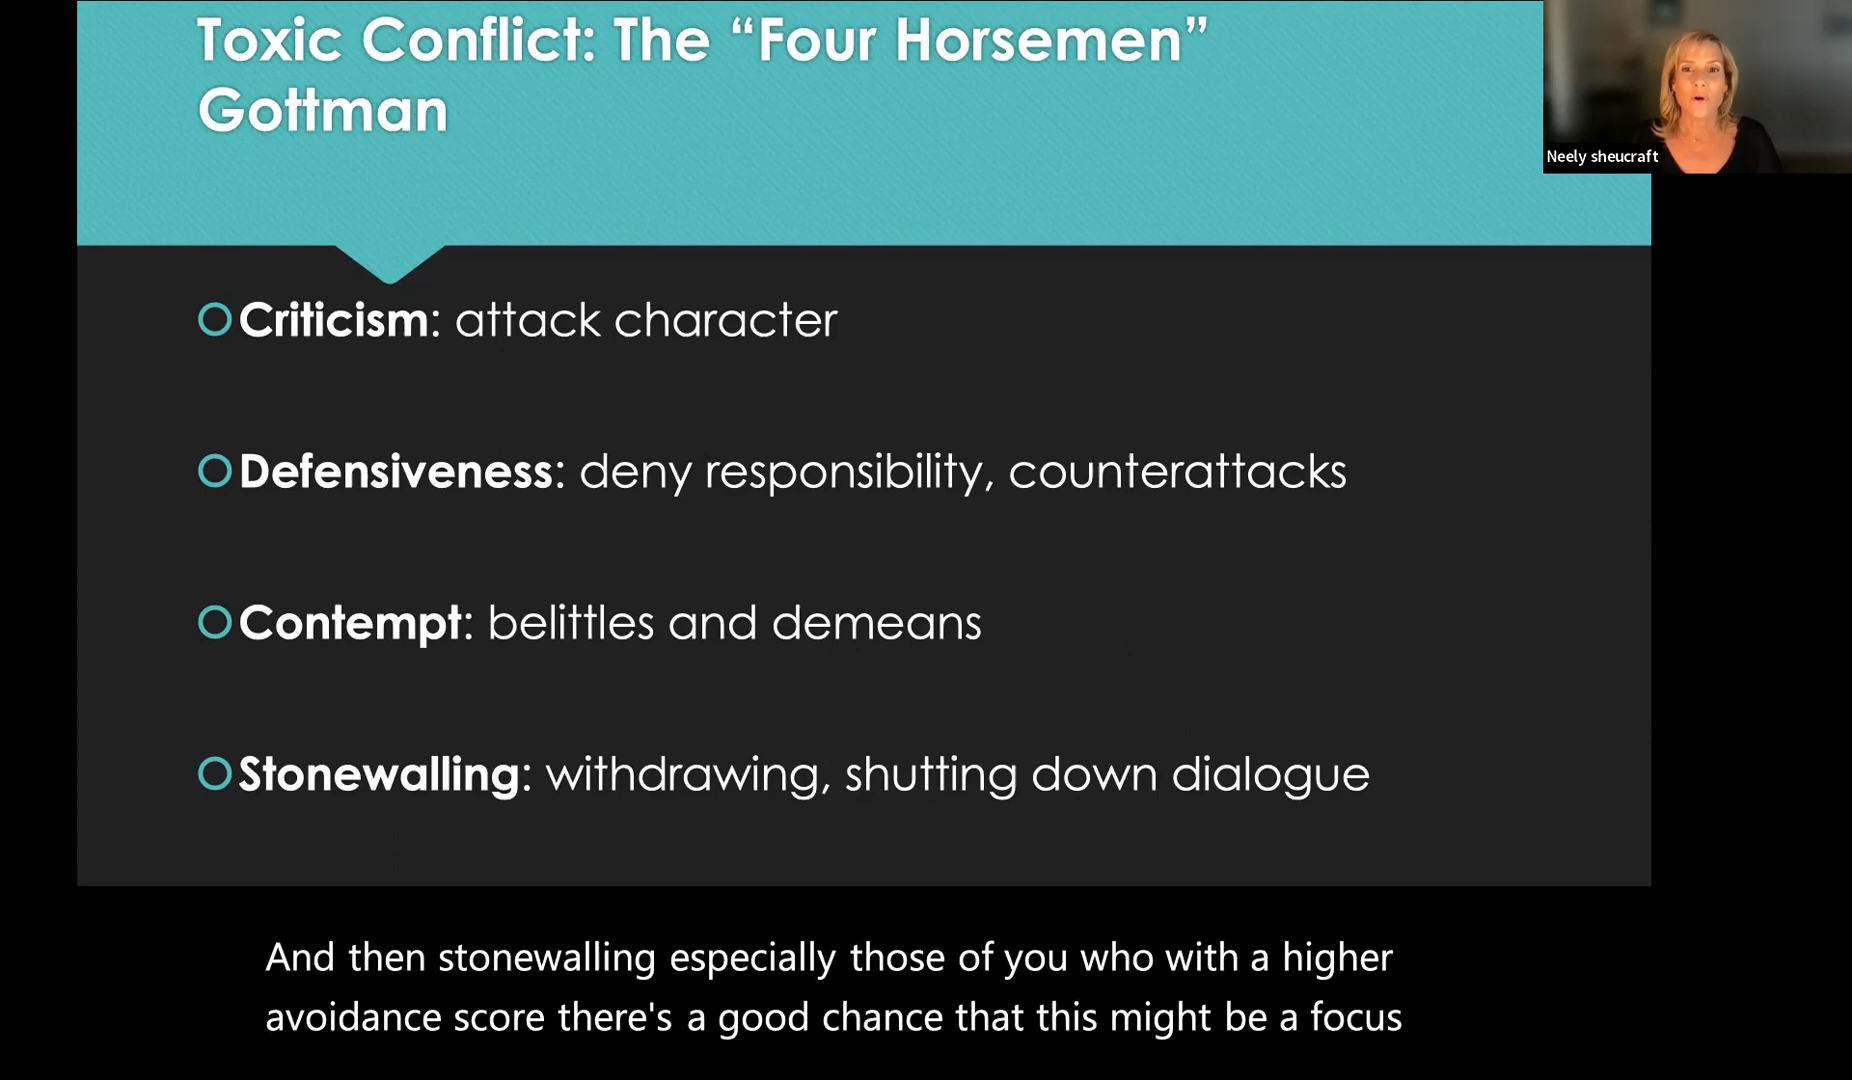 Toxic Conflict: The “Four Horsemen”
Gottman
Neely sheucraft
Criticism: attack character
Defensiveness: deny responsibility, counterattacks
Contempt: belittles and demeans
Stonewalling: withdrawing, shutting down dialogue
And then stonewalling especially those of you who with a higher
avoidance score there's a good chance that this might be a focus